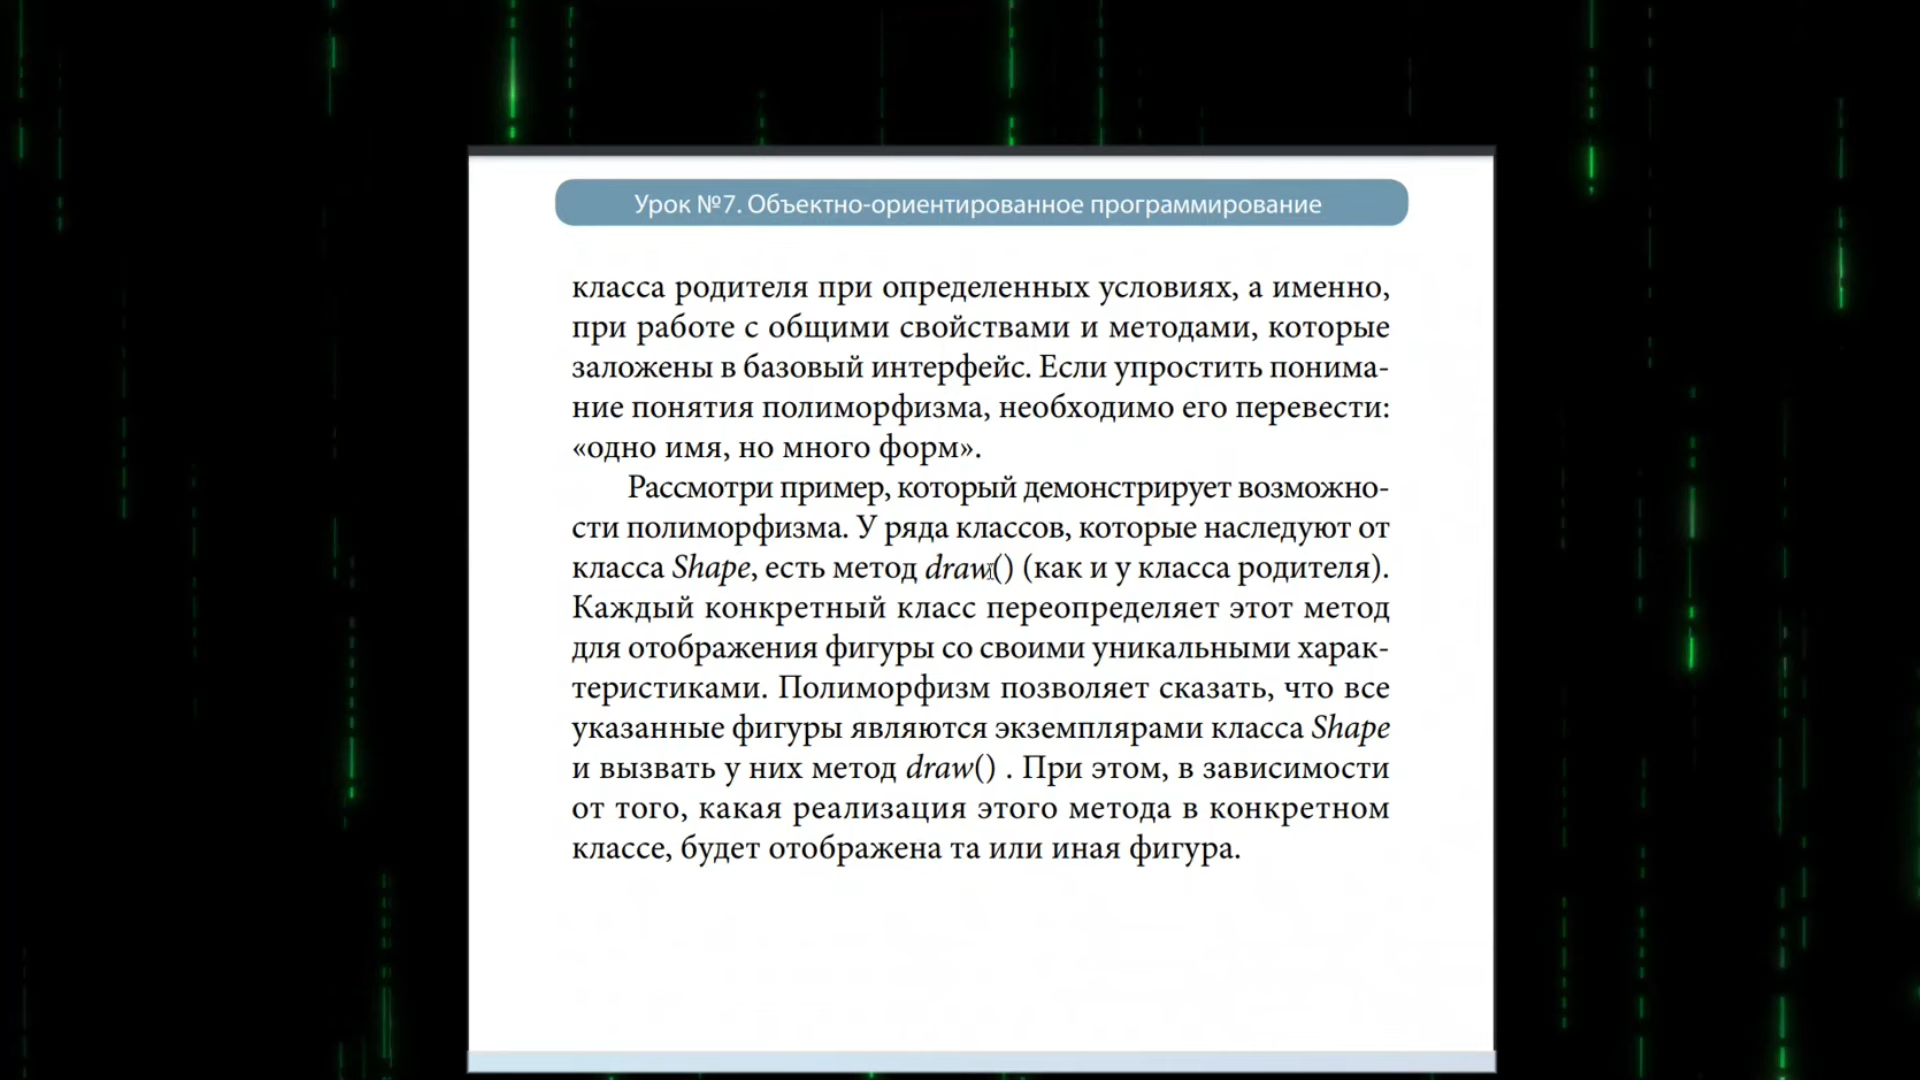 Урок №7. Объектно-ориентированное программирование
класса родителя при определенных условиях, а именно,
при работе с общими свойствами и методами, которые
заложены в базовый интерфейс. Если упростить понима-
ние понятия полиморфизма, необходимо его перевести:
«одно имя, но много форм».
Рассмотри пример, который демонстрирует возможно-
сти полиморфизма. У ряда классов, которые наследуют от
класса Shape, есть метод draw() (как и у класса родителя).
Каждый конкретный класс переопределяет этот метод
для отображения фигуры со своими уникальными харак-
теристиками. Полиморфизм позволяет сказать, что все
указанные фигуры являются экземплярами класса Shape
и вызвать у них метод draw() . При этом, в зависимости
от того, какая реализация этого метода в конкретном
классе, будет отображена та или иная фигура.